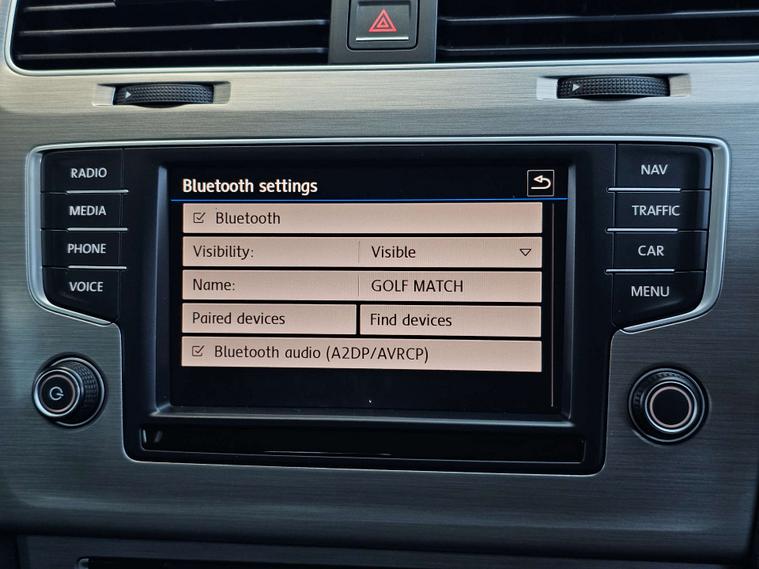 RADIO
MEDIA
PHONE
VOICE
Bluetooth settings
Bluetooth
Visibility: Visible
Name: GOLF MATCH
Paired devices Find devices
Bluetooth audio (A2DP/AVRCP)
NAV
TRAFFIC
CAR
MENU